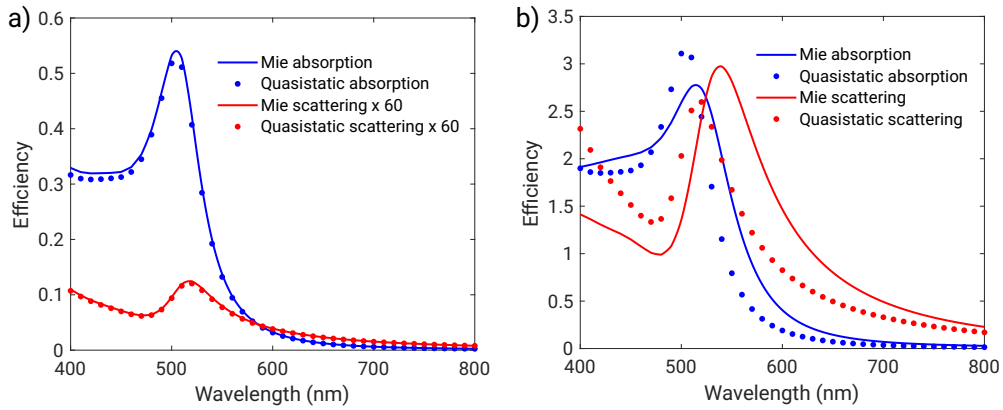 a)
Efficiency
0.6
0.5
0.4
0.3
0.2
0.1
0
400
500
600
700
800
Wavelength (nm)
Mie absorption
Quasistatic absorption
Mie scattering x 60
Quasistatic scattering x 60
b)
Efficiency
3.5
3
2.5
2
1.5
1
0.5
0
400
500
600
700
800
Wavelength (nm)
Mie absorption
Quasistatic absorption
Mie scattering
Quasistatic scattering